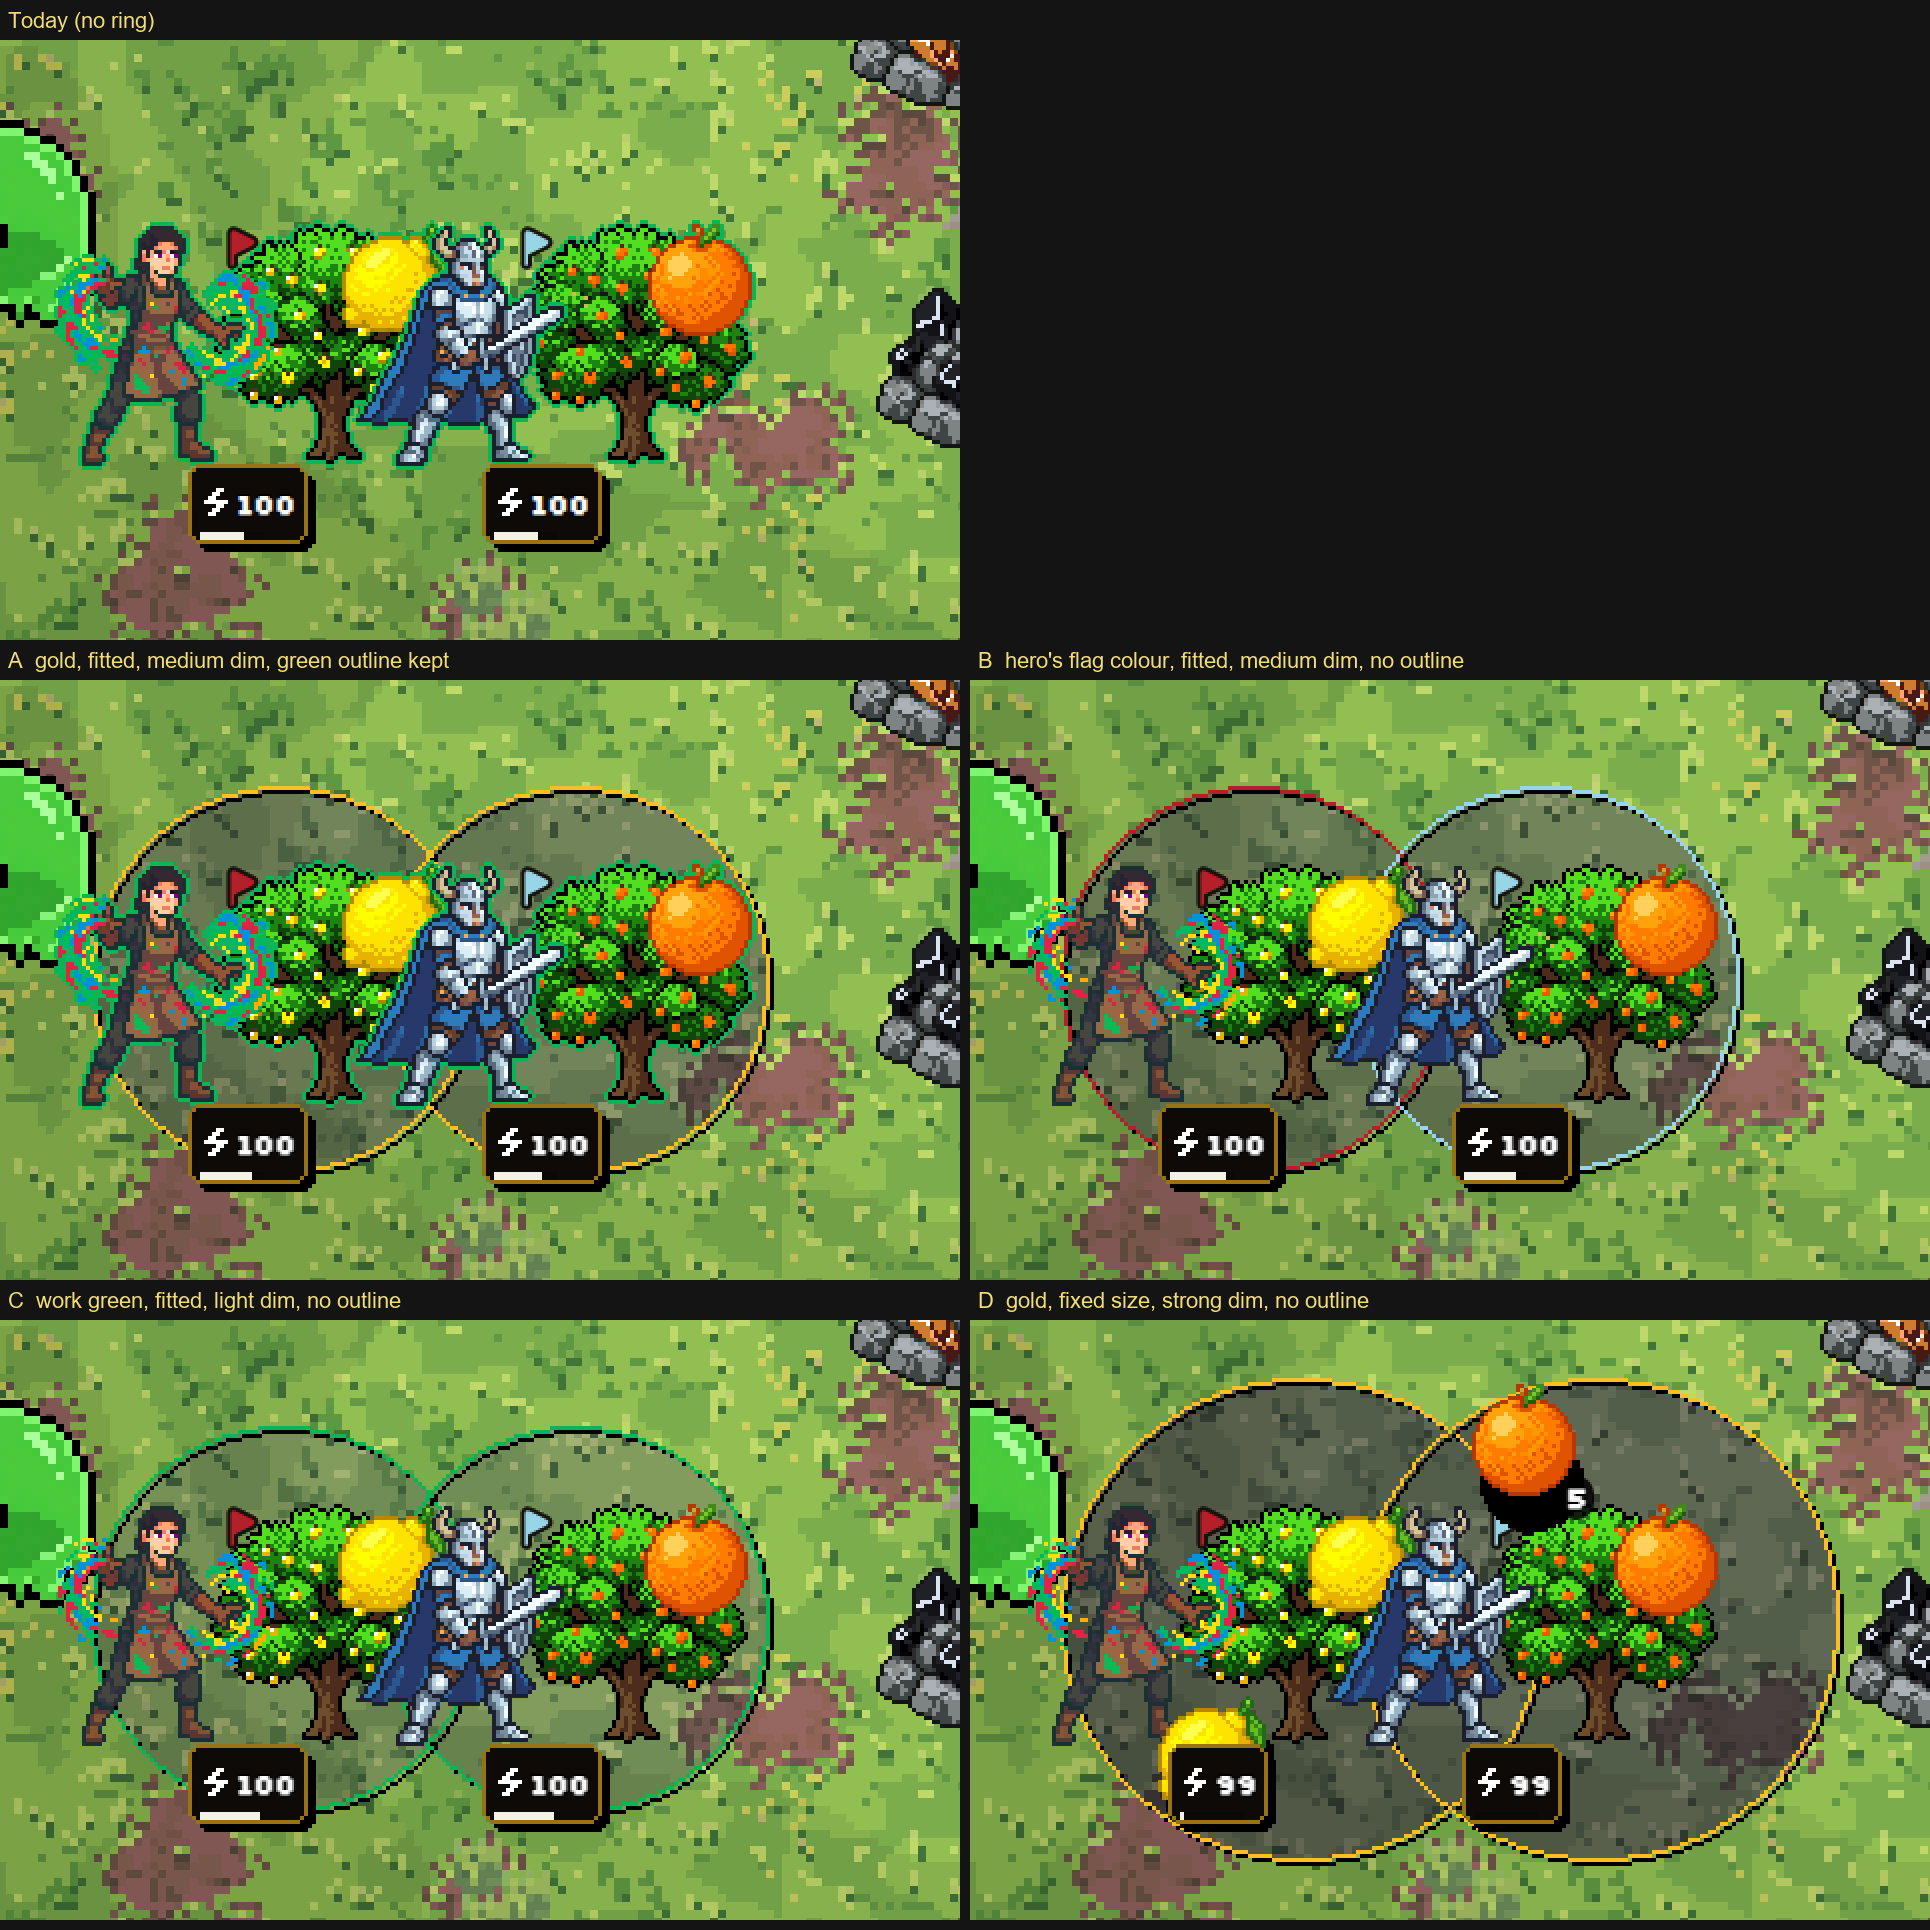 Today (no ring)
100
100
A gold, fitted, medium dim, green outline kept
B hero's flag colour, fitted, medium dim, no outline
100
100
100
100
C work green, fitted, light dim, no outline
D gold, fixed size, strong dim, no outline
5
100
100
99
99